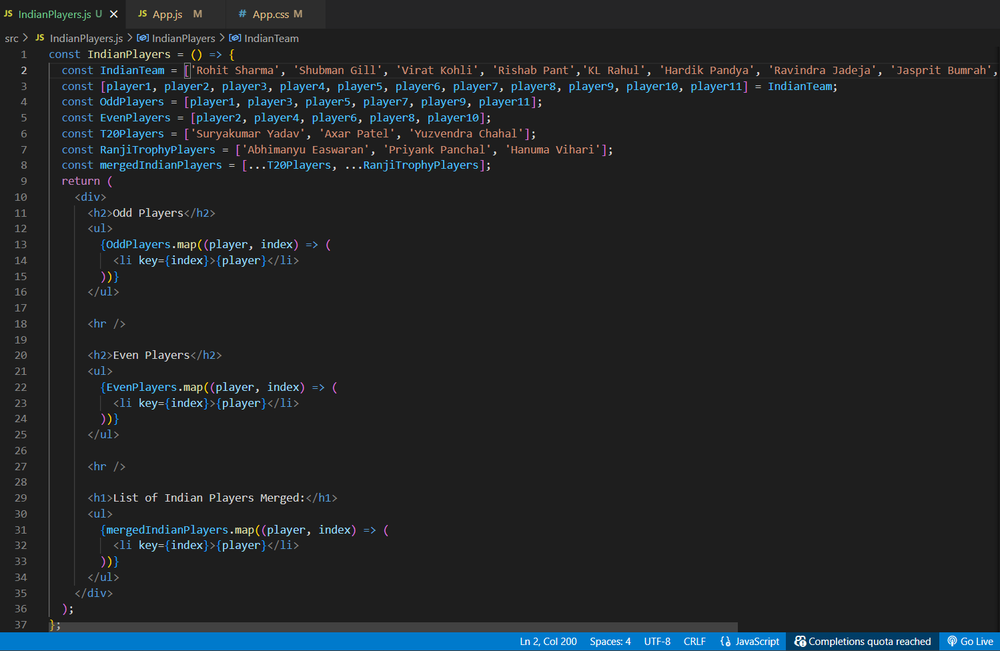 JS IndianPlayers.js U × JS App.js M # App.css M
src > JS IndianPlayers.js > IndianPlayers > IndianTeam
1 const IndianPlayers = () => {
2 const IndianTeam = ['Rohit Sharma', 'Shubman Gill', 'Virat Kohli', 'Rishab Pant','KL Rahul', 'Hardik Pandya', 'Ravindra Jadeja', 'Jasprit Bumrah',
3 const [player1, player2, player3, player4, player5, player6, player7, player8, player9, player10, player11] = IndianTeam;
4 const OddPlayers = [player1, player3, player5, player7, player9, player11];
5 const EvenPlayers = [player2, player4, player6, player8, player10];
6 const T20Players = ['Suryakumar Yadav', 'Axar Patel', 'Yuzvendra Chahal'];
7 const RanjiTrophyPlayers = ['Abhimanyu Easwaran', 'Priyank Panchal', 'Hanuma Vihari'];
8 const mergedIndianPlayers = [...T20Players, ...RanjiTrophyPlayers];
9 return (
10 <div>
11 <h2>Odd Players</h2>
12 <ul>
13 {OddPlayers.map((player, index) => (
14 <li key={index}>{player}</li>
15 ))}
16 </ul>
17
18 <hr />
19
20 <h2>Even Players</h2>
21 <ul>
22 {EvenPlayers.map((player, index) => (
23 <li key={index}>{player}</li>
24 ))}
25 </ul>
26
27 <hr />
28
29 <h1>List of Indian Players Merged:</h1>
30 <ul>
31 {mergedIndianPlayers.map((player, index) => (
32 <li key={index}>{player}</li>
33 ))}
34 </ul>
35 </div>
36 );
37 };
Ln 2, Col 200 Spaces: 4 UTF-8 CRLF JavaScript Completions quota reached Go Live